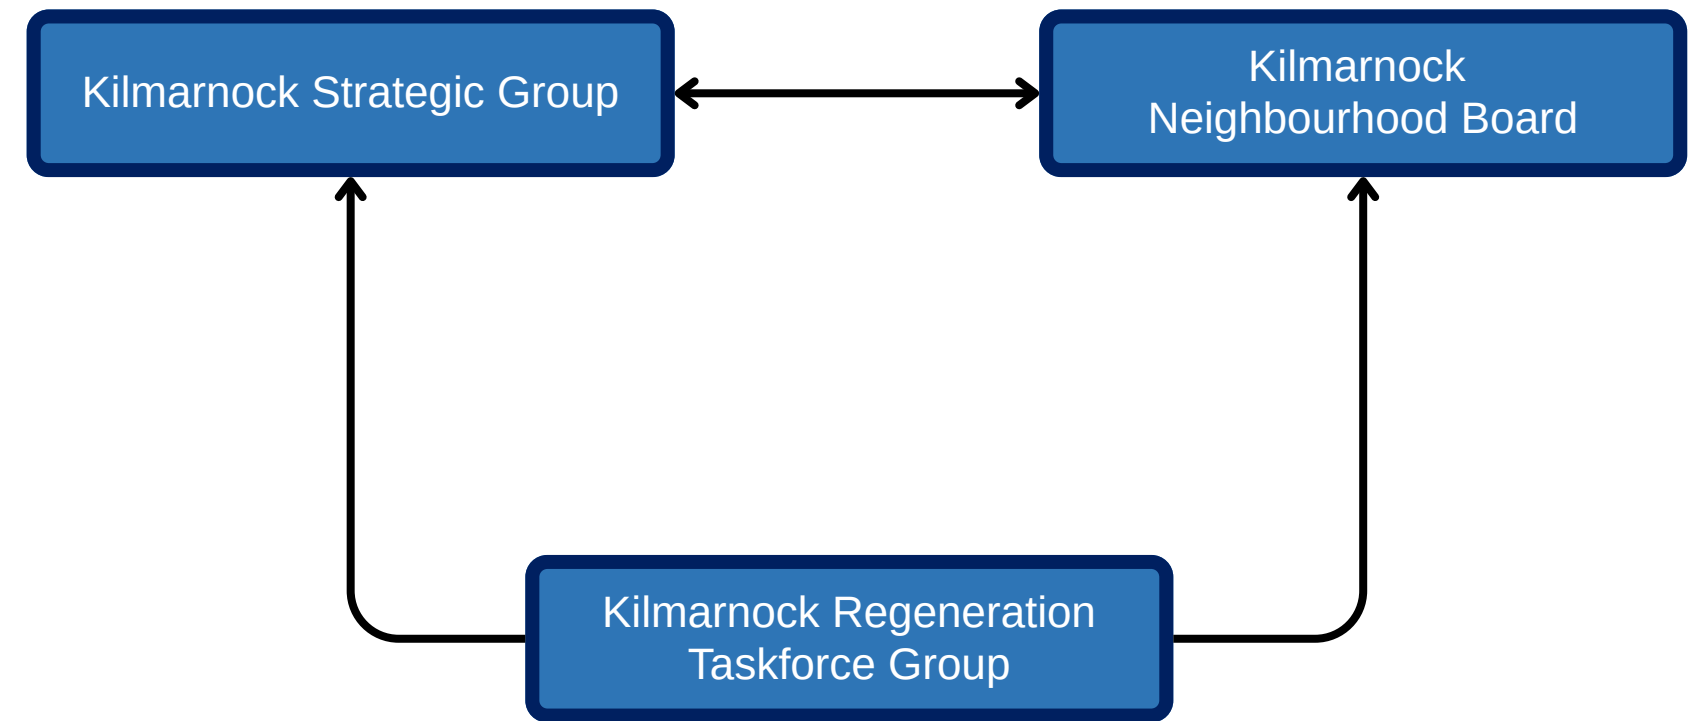 Kilmarnock Strategic Group
Kilmarnock
Neighbourhood Board
Kilmarnock Regeneration
Taskforce Group